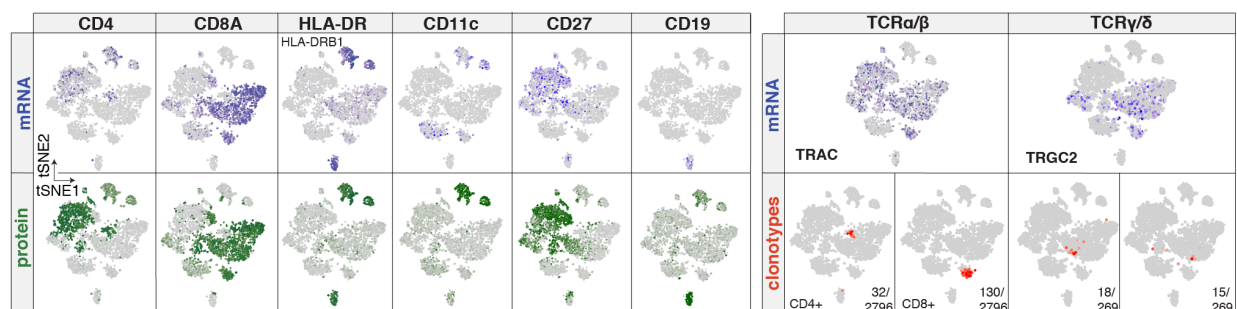 CD4 CD8A HLA-DR CD11c CD27 CD19 TCRα/β TCRγ/δ
mRNA
HLA-DRB1
tSNE2
tSNE1
protein
mRNA
TRAC
TRGC2
clonotypes
CD4+
32/
2796
CD8+
130/
2796
18/
269
15/
269